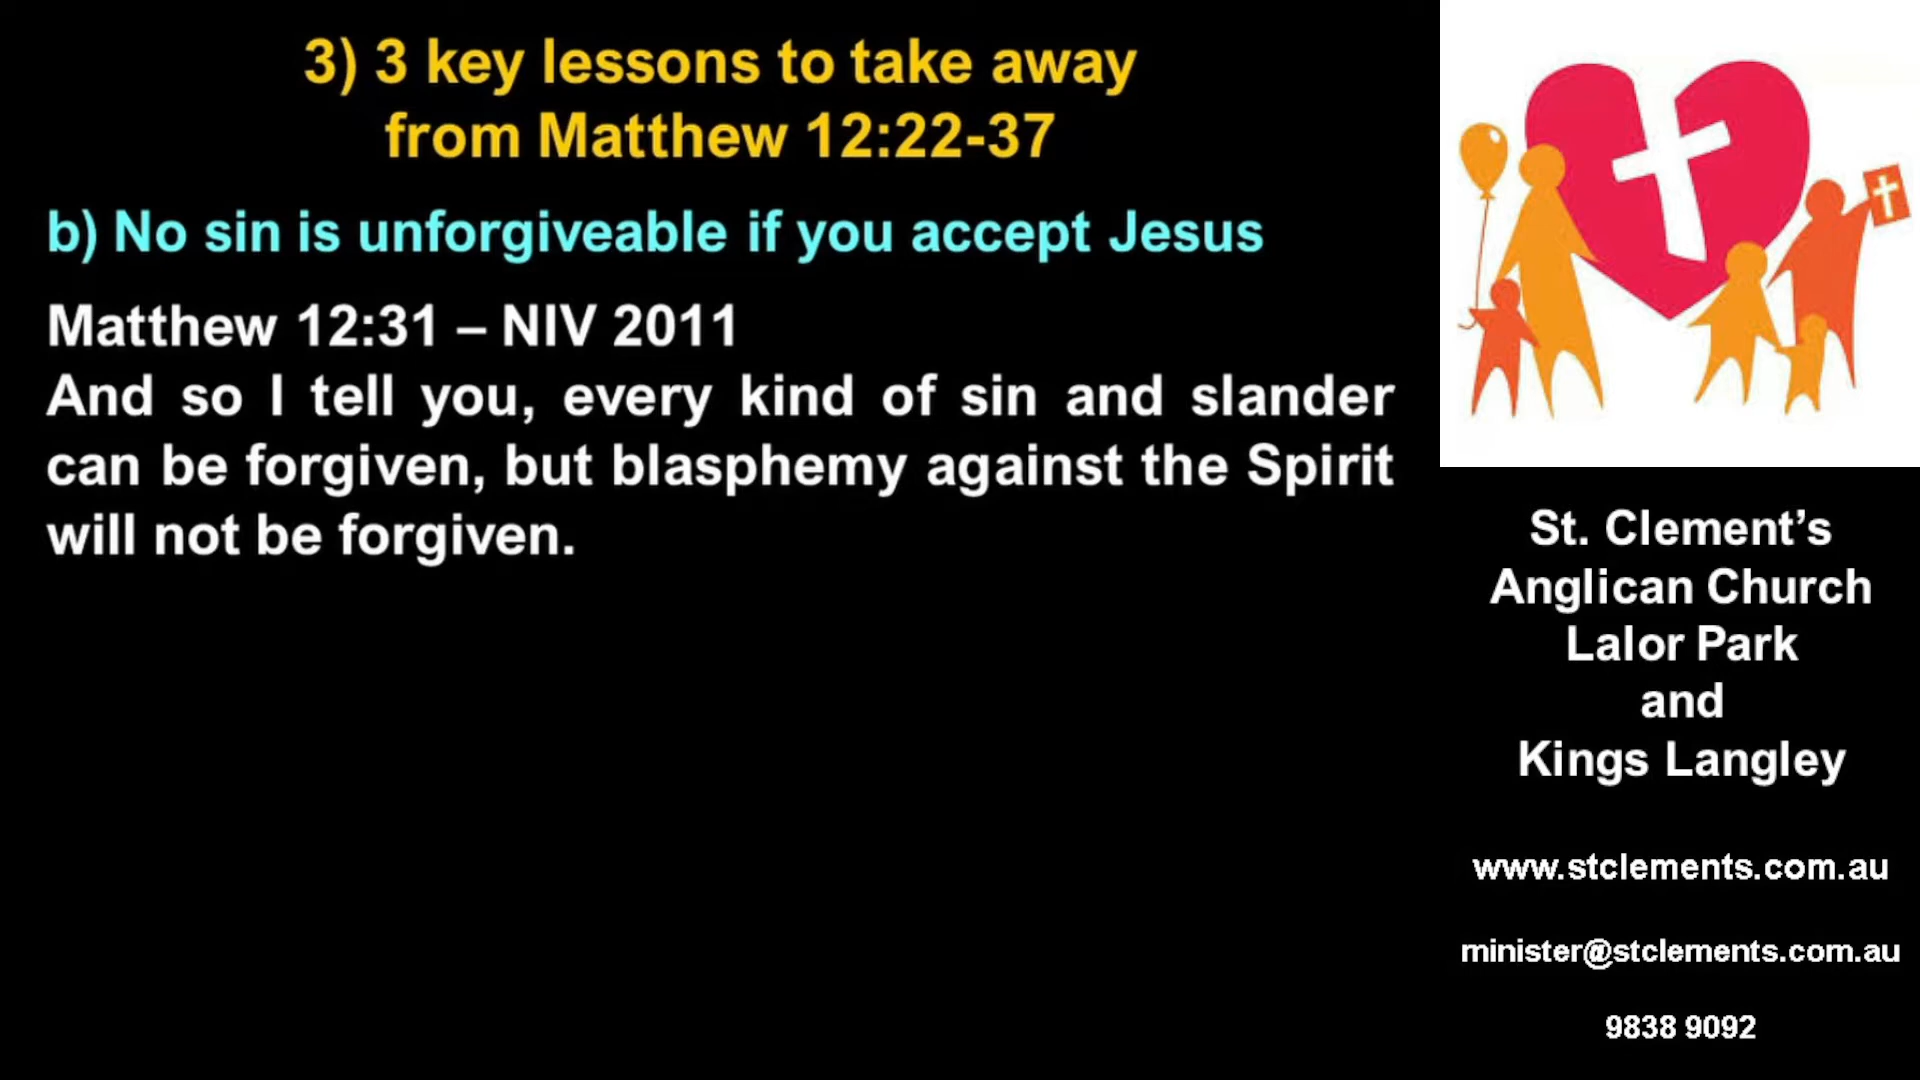 3) 3 key lessons to take away
from Matthew 12:22-37
b) No sin is unforgiveable if you accept Jesus
Matthew 12:31 – NIV 2011
And so I tell you, every kind of sin and slander
can be forgiven, but blasphemy against the Spirit
will not be forgiven.
St. Clement’s
Anglican Church
Lalor Park
and
Kings Langley
www.stclements.com.au
minister@stclements.com.au
9838 9092